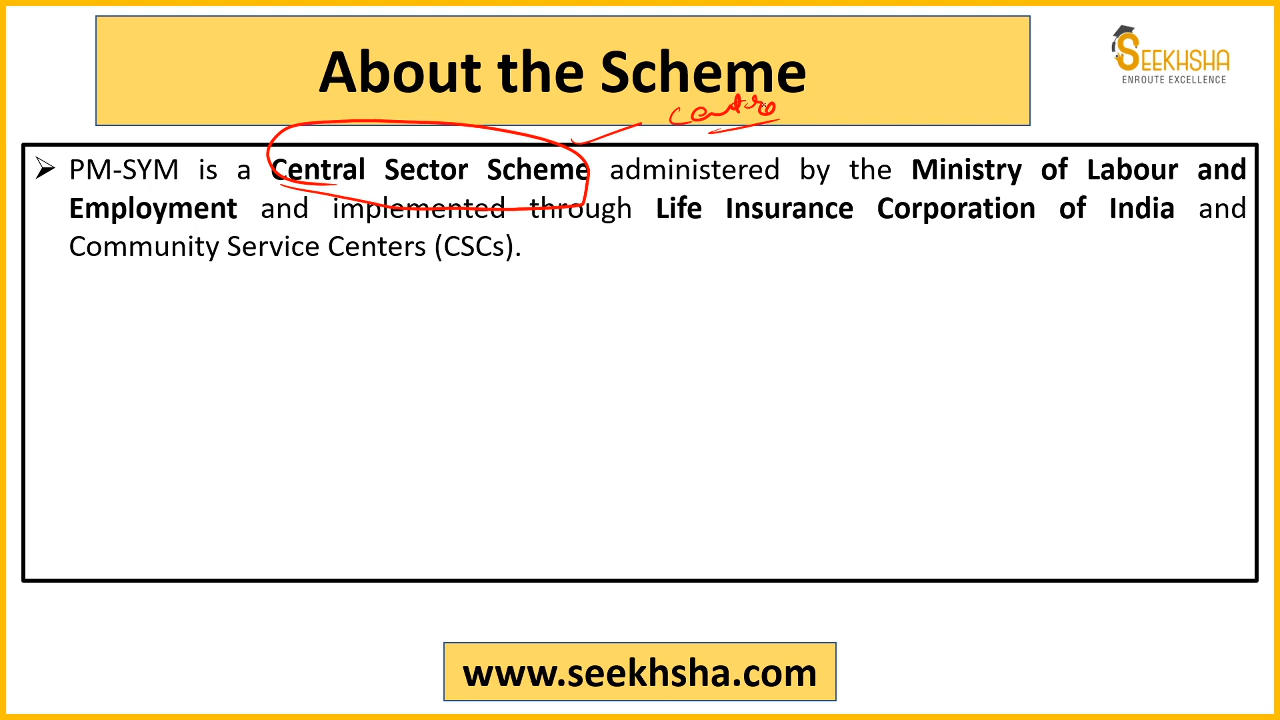 About the Scheme
SEEKHSHA
ENROUTE EXCELLENCE
centre
➢ PM-SYM is a Central Sector Scheme administered by the Ministry of Labour and
Employment and implemented through Life Insurance Corporation of India and
Community Service Centers (CSCs).
www.seekhsha.com